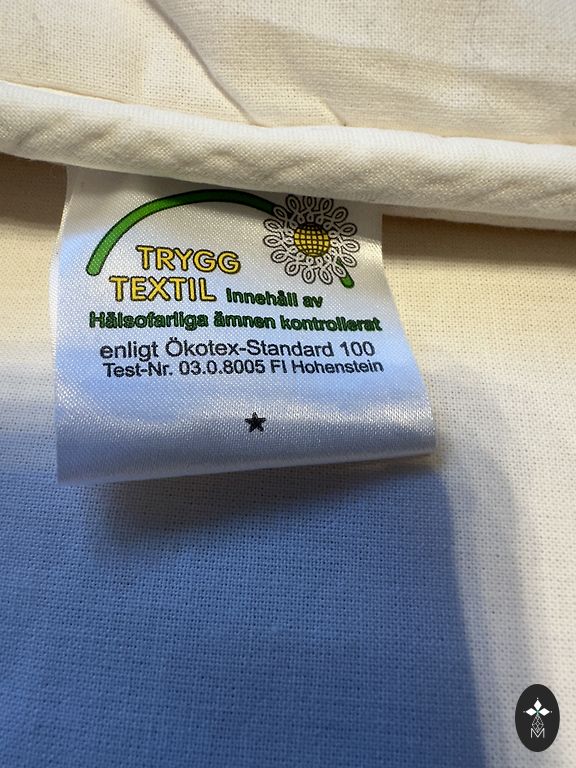 TRYGG
TEXTIL Innehåll av
Hälsofarliga ämnen kontrollerat
enligt Ökotex-Standard 100
Test-Nr. 03.0.8005 FI Hohenstein
M